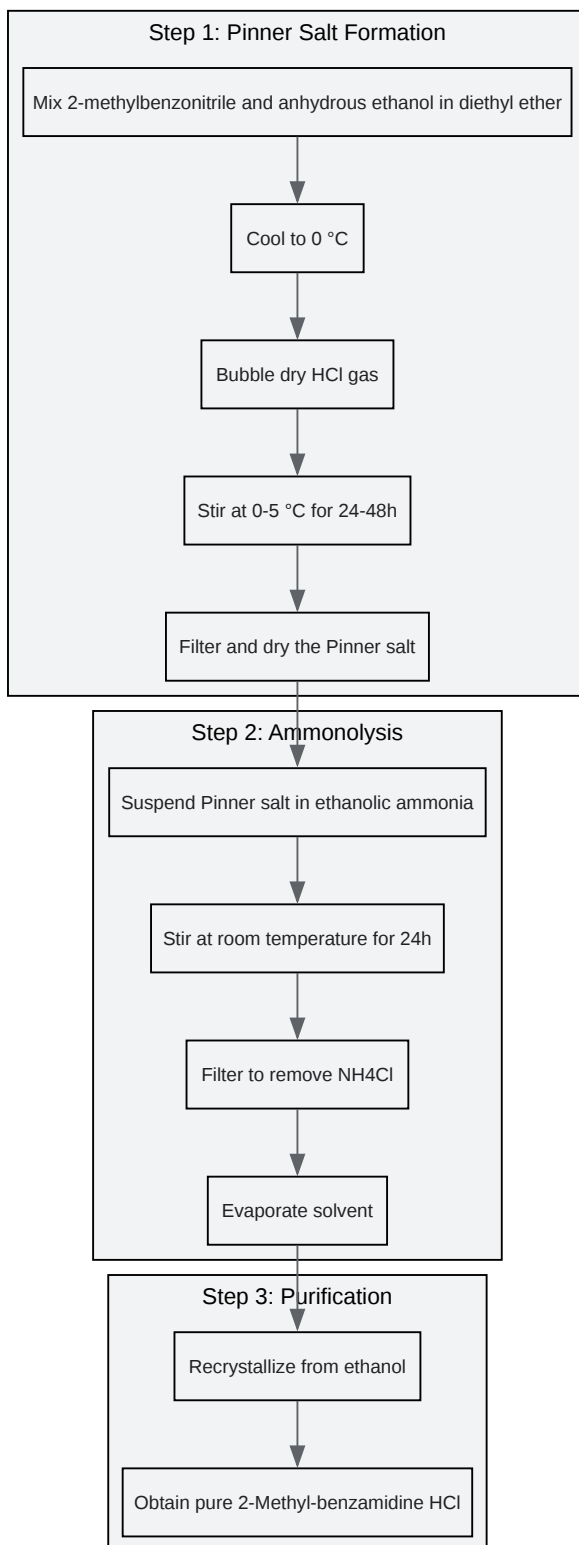 Step 1: Pinner Salt Formation
Mix 2-methylbenzonitrile and anhydrous ethanol in diethyl ether
Cool to 0 °C
Bubble dry HCl gas
Stir at 0-5 °C for 24-48h
Filter and dry the Pinner salt
Step 2: Ammonolysis
Suspend Pinner salt in ethanolic ammonia
Stir at room temperature for 24h
Filter to remove NH4Cl
Evaporate solvent
Step 3: Purification
Recrystallize from ethanol
Obtain pure 2-Methyl-benzamidine HCl